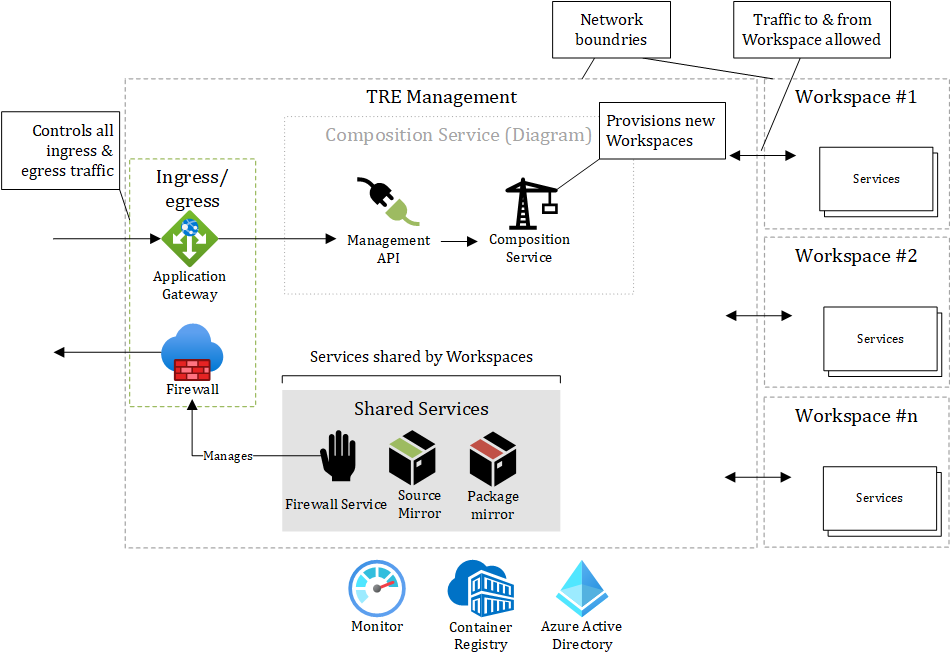 Network
boundries
Traffic to & from
Workspace allowed
TRE Management
Workspace #1
Controls all
ingress &
egress traffic
Composition Service (Diagram)
Provisions new
Workspaces
Ingress/
egress
Services
Management
API
Composition
Service
Application
Gateway
Workspace #2
Services
Firewall
Services shared by Workspaces
Shared Services
Workspace #n
Manages
Firewall Service
Source
Mirror
Package
mirror
Services
Monitor
Container
Registry
Azure Active
Directory